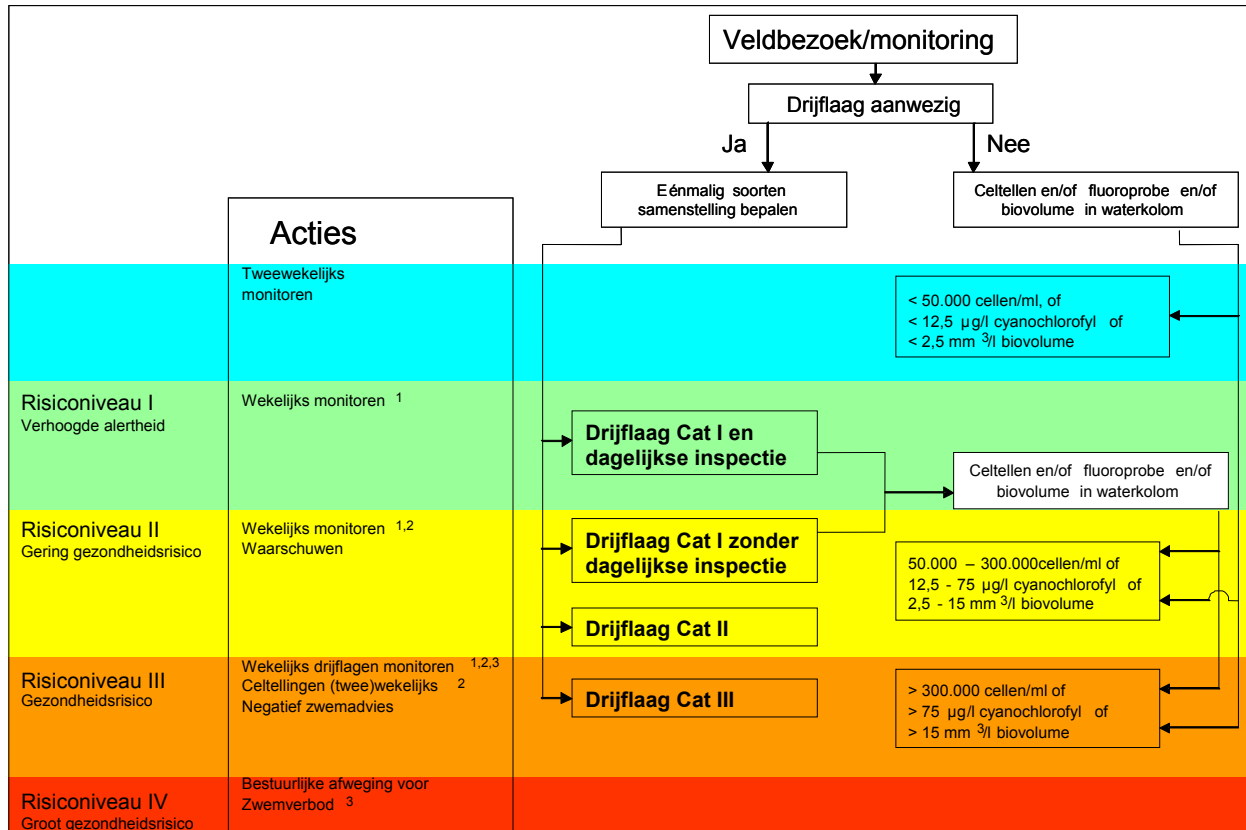 Veldbezoek/monitoring
Drijflaag aanwezig
Ja
Nee
Eénmalig soorten
samenstelling bepalen
Celtellen en/of fluoroprobe en/of
biovolume in waterkolom
Acties
Tweewekelijks
monitoren
< 50.000 cellen/ml, of
< 12,5 µg/l cyanochlorofyl of
< 2,5 mm 3/l biovolume
Risiconiveau I
Verhoogde alertheid
Wekelijks monitoren 1
Drijflaag Cat I en
dagelijkse inspectie
Celtellen en/of fluoroprobe en/of
biovolume in waterkolom
Risiconiveau II
Gering gezondheidsrisico
Wekelijks monitoren 1,2
Waarschuwen
Drijflaag Cat I zonder
dagelijkse inspectie
50.000 – 300.000cellen/ml of
12,5 - 75 µg/l cyanochlorofyl of
2,5 - 15 mm 3/l biovolume
Drijflaag Cat II
Risiconiveau III
Gezondheidsrisico
Wekelijks drijflagen monitoren 1,2,3
Celtellingen (twee)wekelijks 2
Negatief zwemadvies
Drijflaag Cat III
> 300.000 cellen/ml of
> 75 µg/l cyanochlorofyl of
> 15 mm 3/l biovolume
Risiconiveau IV
Groot gezondheidsrisico
Bestuurlijke afweging voor
Zwemverbod 3